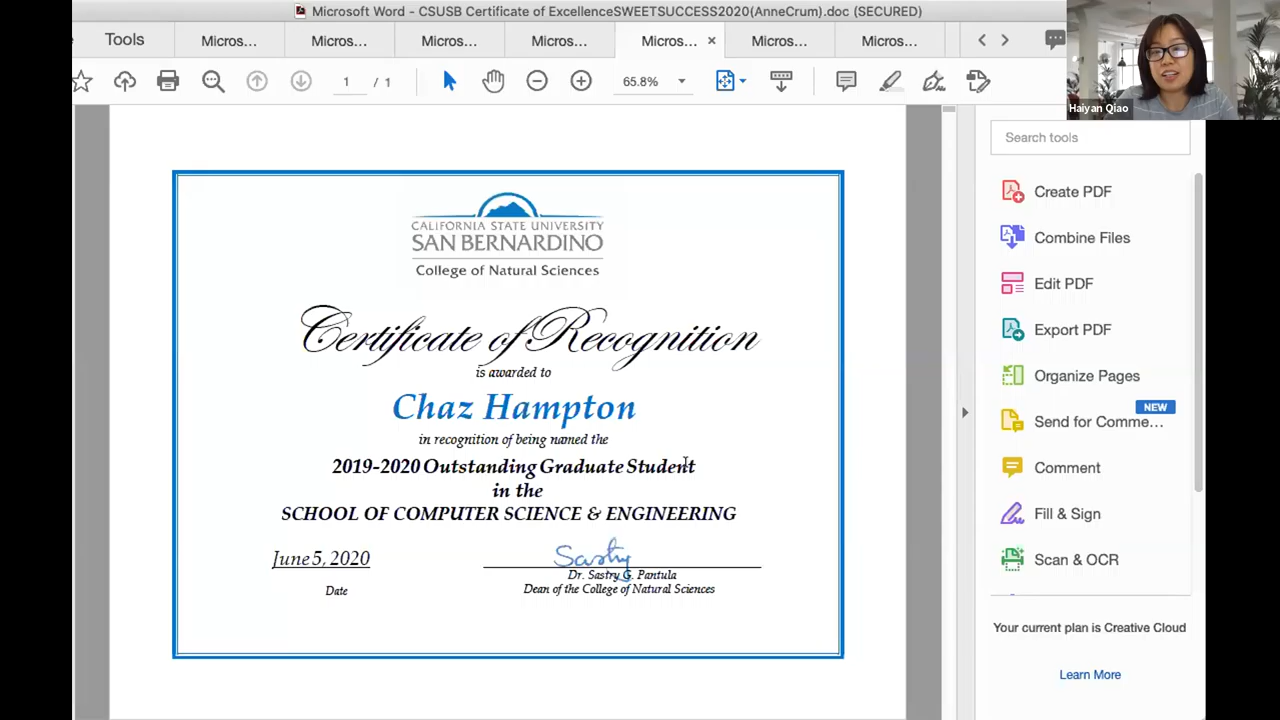 Microsoft Word - CSUSB Certificate of ExcellenceSWEETSUCCESS2020(AnneCrum).doc (SECURED)
Tools Micros... Micros... Micros... Micros... Micros... × Micros... Micros...
1 / 1 65.8%
Haiyan Qiao
Search tools
CALIFORNIA STATE UNIVERSITY
SAN BERNARDINO
College of Natural Sciences
Certificate of Recognition
is awarded to
Chaz Hampton
in recognition of being named the
2019-2020 Outstanding Graduate Student
in the
SCHOOL OF COMPUTER SCIENCE & ENGINEERING
June 5, 2020
Sastry
Dr. Sastry G. Pantula
Date
Dean of the College of Natural Sciences
Create PDF
Combine Files
Edit PDF
Export PDF
Organize Pages
NEW
Send for Comme...
Comment
Fill & Sign
Scan & OCR
Your current plan is Creative Cloud
Learn More